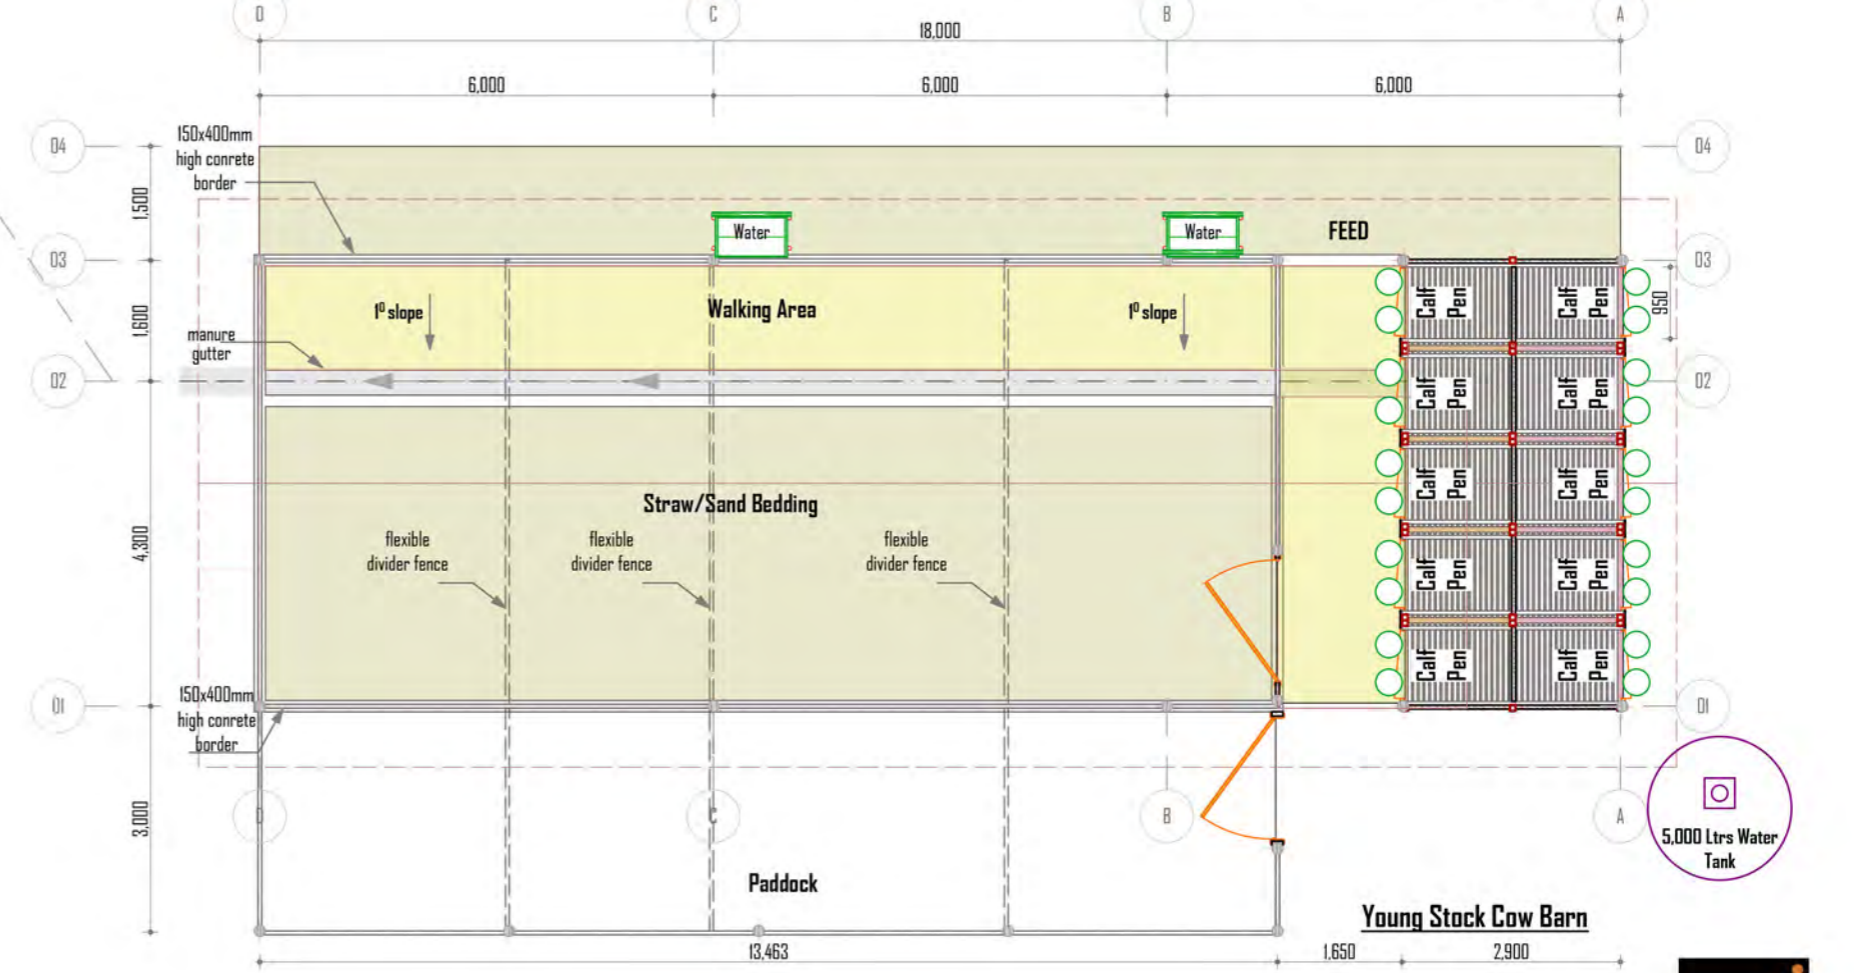 D
C
B
A
18,000
6,000
6,000
6,000
04
150x400mm
high conrete
border
04
1,500
Water
Water
FEED
03
03
1,600
1⁰ slope
Walking Area
1⁰ slope
950
manure
gutter
02
02
Calf
Pen
Calf
Pen
Calf
Pen
Calf
Pen
Calf
Pen
Calf
Pen
Calf
Pen
Calf
Pen
Calf
Pen
Calf
Pen
4,300
Straw/Sand Bedding
flexible
divider fence
flexible
divider fence
flexible
divider fence
01
150x400mm
high conrete
border
01
3,000
D
C
B
A
5,000 Ltrs Water
Tank
Paddock
Young Stock Cow Barn
13,463
1,650
2,900